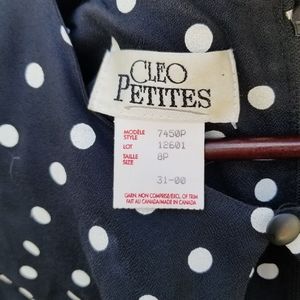 CLEO
PETITES
MODÈLE 7450P
STYLE
LOT 12601
TAILLE 8P
SIZE
31-00
GARN. NON COMPRISE/EXCL. OF TRIM
FAIT AU CANADA/MADE IN CANADA